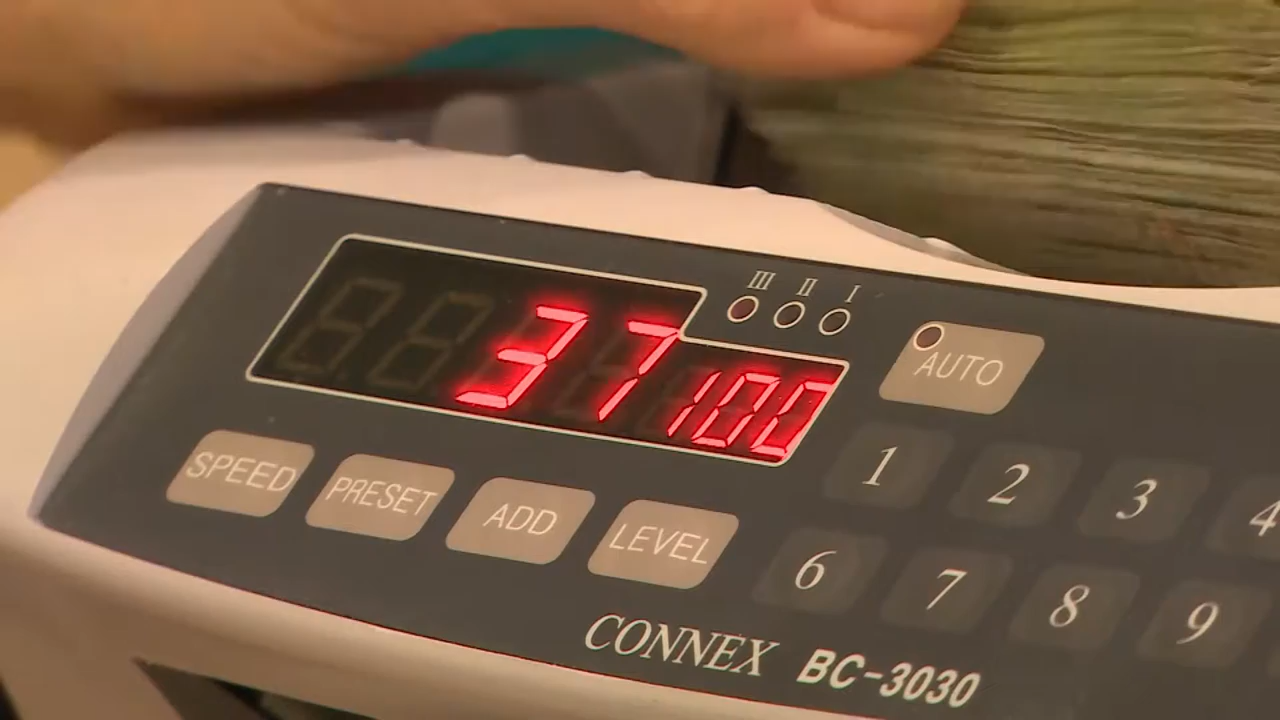 III II I
37 100
AUTO
1 2 3 4
SPEED PRESET ADD LEVEL
6 7 8 9
CONNEX BC-3030